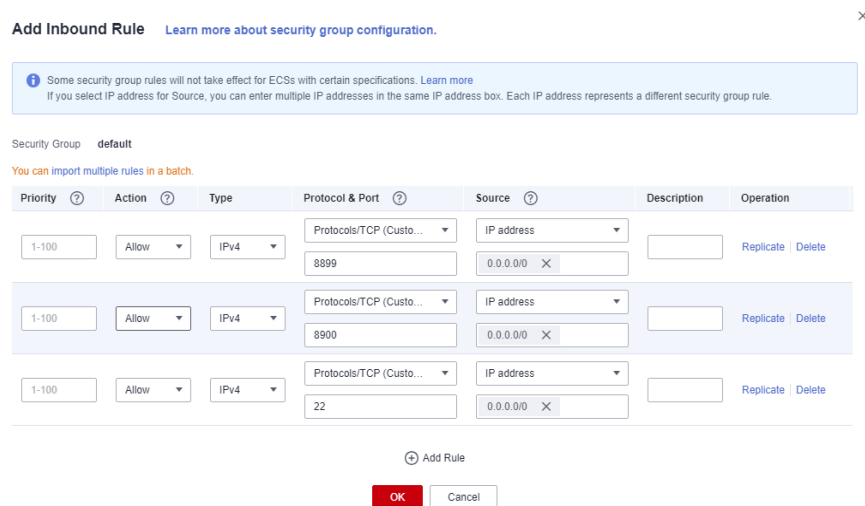 Add Inbound Rule Learn more about security group configuration.
Some security group rules will not take effect for ECSs with certain specifications. Learn more
If you select IP address for Source, you can enter multiple IP addresses in the same IP address box. Each IP address represents a different security group rule.
Security Group default
You can import multiple rules in a batch.
Priority ? Action ? Type Protocol & Port ? Source ? Description Operation
Protocols/TCP (Custo... IP address
1-100 Allow IPv4 Replicate Delete
8899 0.0.0.0/0
Protocols/TCP (Custo... IP address
1-100 Allow IPv4 Replicate Delete
8900 0.0.0.0/0
Protocols/TCP (Custo... IP address
1-100 Allow IPv4 Replicate Delete
22 0.0.0.0/0
Add Rule
OK Cancel